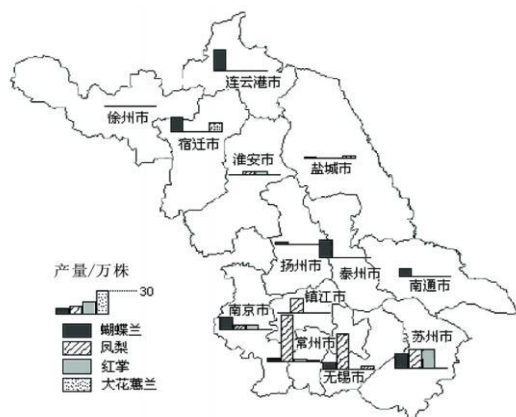 连云港市
徐州市
宿迁市
淮安市
盐城市
扬州市
泰州市
南通市
产量/万株
30
南京市
镇江市
蝴蝶兰
凤梨
红掌
大花蕙兰
常州市
无锡市
苏州市